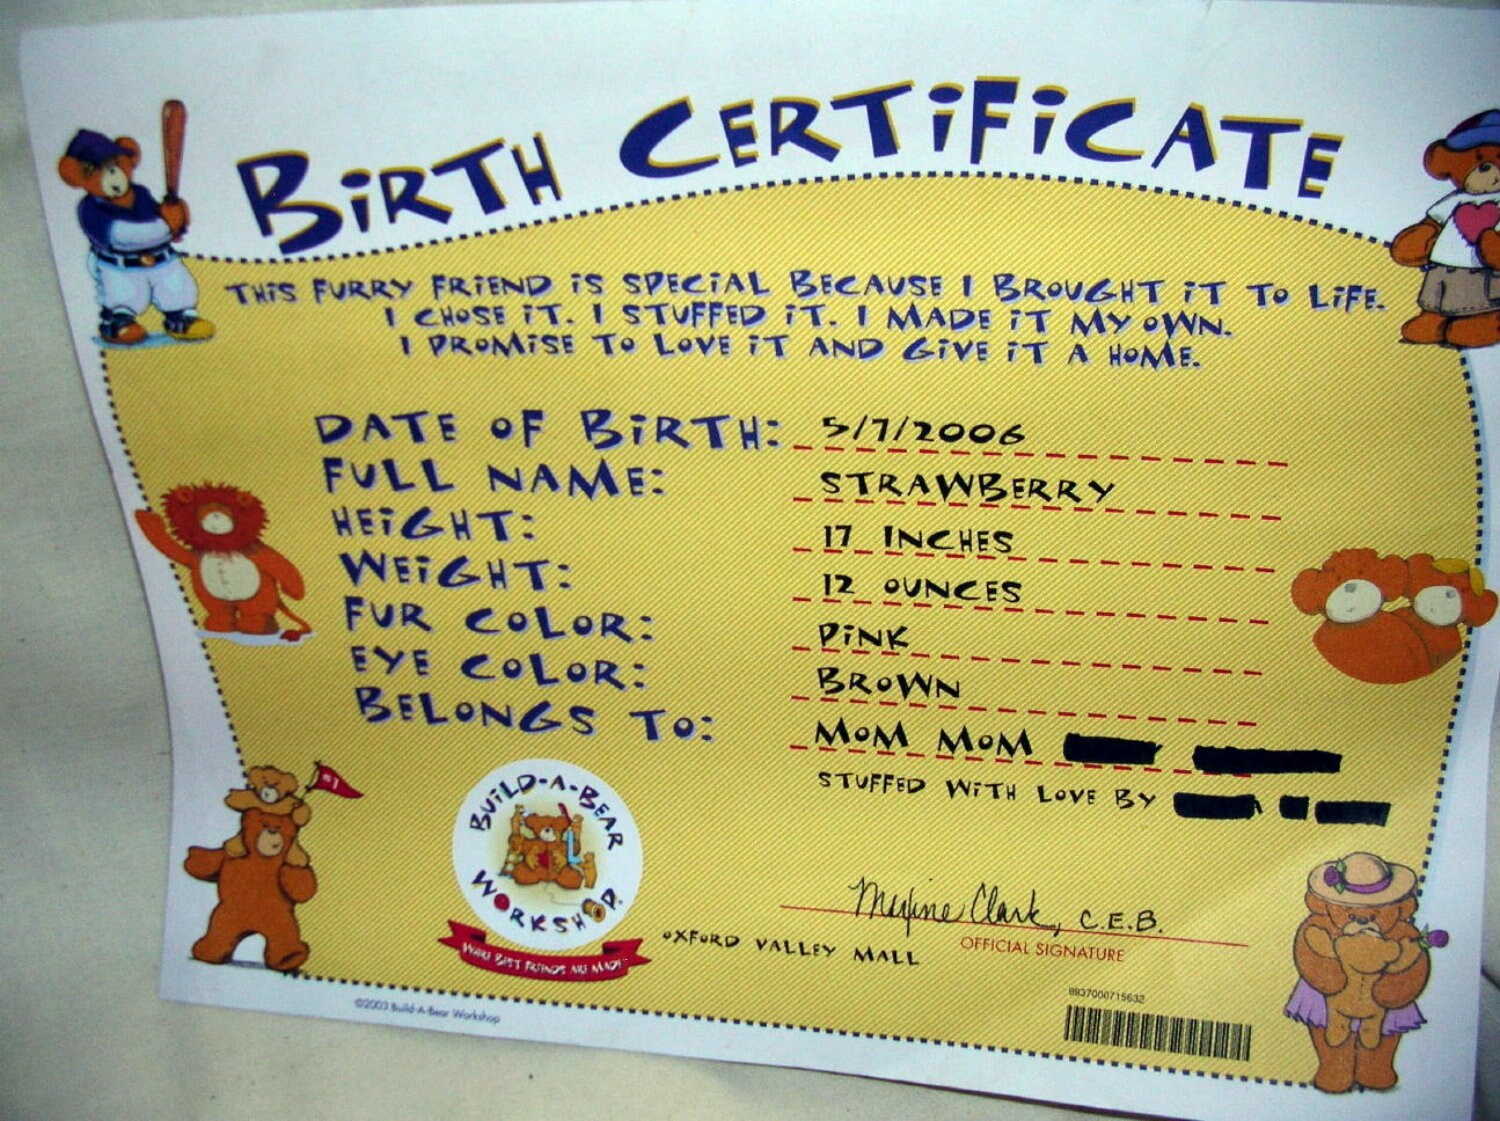 BIRTH CERTIFICATE
THIS FURRY FRIEND IS SPECIAL BECAUSE I BROUGHT IT TO LIFE.
I CHOSE IT. I STUFFED IT. I MADE IT MY OWN.
I PROMISE TO LOVE IT AND GIVE IT A HOME.
DATE OF BIRTH: 5/7/2006
FULL NAME: STRAWBERRY
HEIGHT: 17 INCHES
WEIGHT: 12 OUNCES
FUR COLOR: PINK
EYE COLOR: BROWN
BELONGS TO: MOM MOM
STUFFED WITH LOVE BY
#1
BUILD-A-BEAR
WORKSHOP.
WHERE BEST FRIENDS ARE MADE
OXFORD VALLEY MALL
Maxine Clark, C.E.B.
OFFICIAL SIGNATURE
©2003 Build-A-Bear Workshop